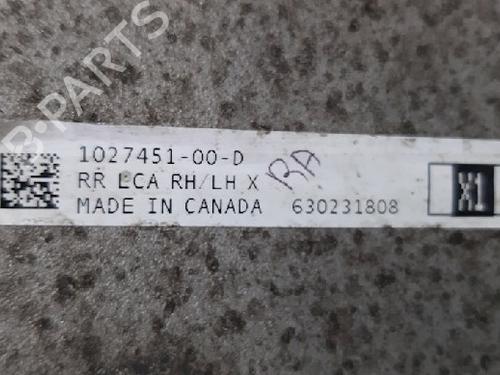 B-PARTS
1027451-00-D
RR LCA RH/LH X
RA
MADE IN CANADA 630231808
X1